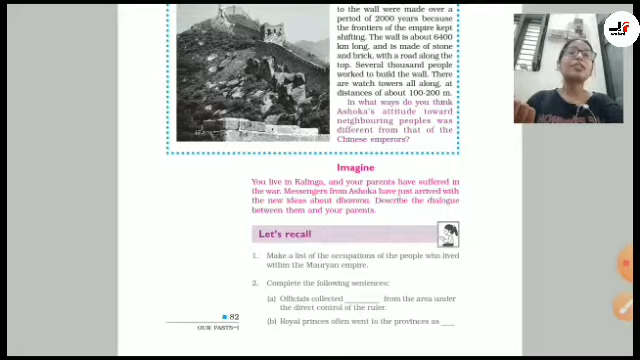 to the wall were made over a
period of 2000 years because
the frontiers of the empire kept
shifting. The wall is about 6400
km long, and is made of stone
and brick, with a road along the
top. Several thousand people
worked to build the wall. There
are watch towers all along, at
distances of about 100-200 m.
In what ways do you think
Ashoka's attitude toward
neighbouring peoples was
different from that of the
Chinese emperors?
Imagine
You live in Kalinga, and your parents have suffered in
the war. Messengers from Ashoka have just arrived with
the new ideas about dhamma. Describe the dialogue
between them and your parents.
Let's recall
1. Make a list of the occupations of the people who lived
within the Mauryan empire.
2. Complete the following sentences:
(a) Officials collected ________ from the area under
the direct control of the ruler.
(b) Royal princes often went to the provinces as ___
82
OUR PASTS–1